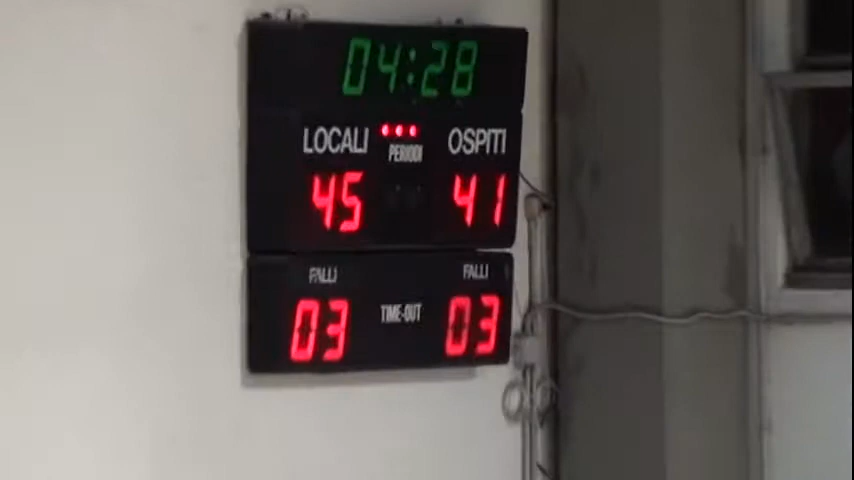 04:28
LOCALI OSPITI
PERIODI
45 41
FALLI FALLI
03 TIME-OUT 03